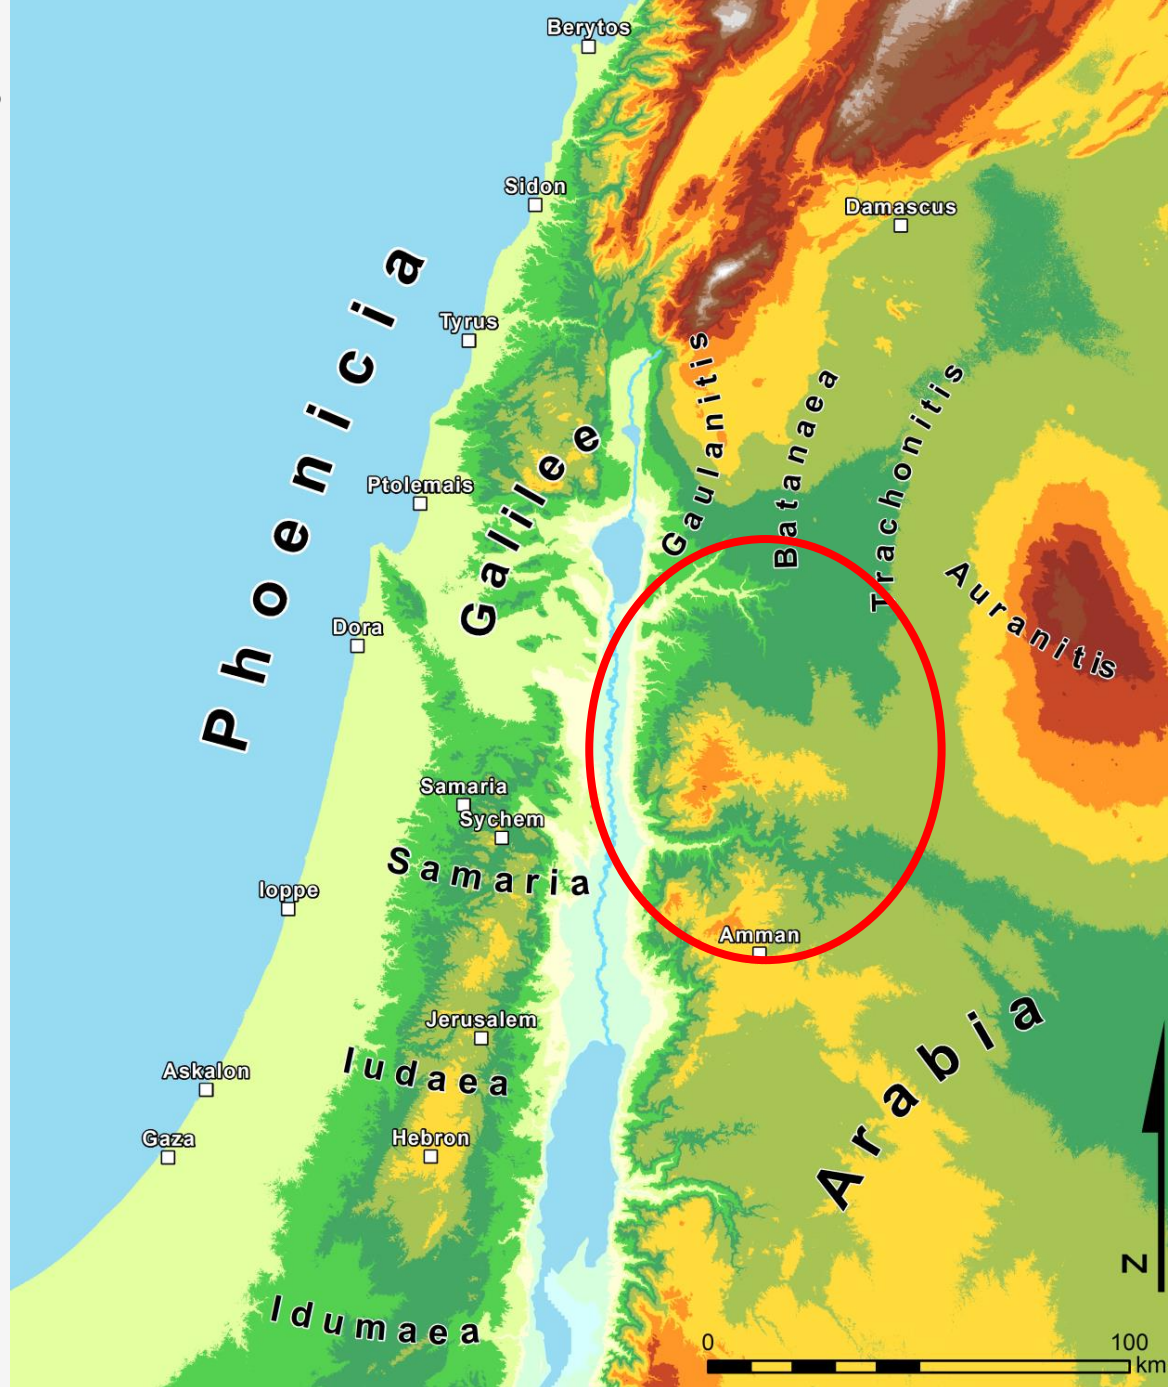 Berytos
Sidon
Damascus
Phoenicia
Tyrus
Gaulanitis
Batanaea
Trachonitis
Galilee
Ptolemais
Auranitis
Dora
Samaria
Sychem
Samaria
Ioppe
Amman
Arabia
Jerusalem
Iudaea
Askalon
Gaza
Hebron
Idumaea
N
0 100
km